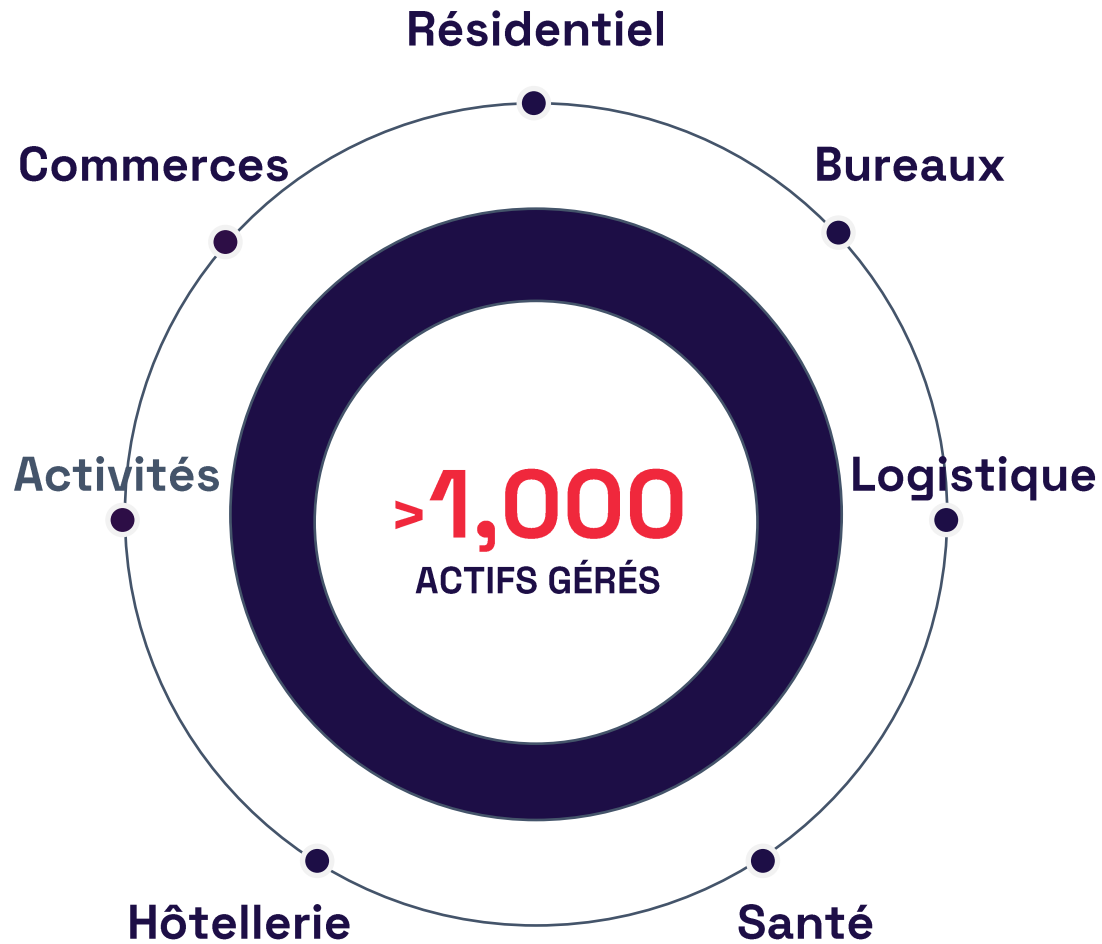 Résidentiel
Commerces
Bureaux
Activités
Logistique
>1,000
ACTIFS GÉRÉS
Hôtellerie
Santé